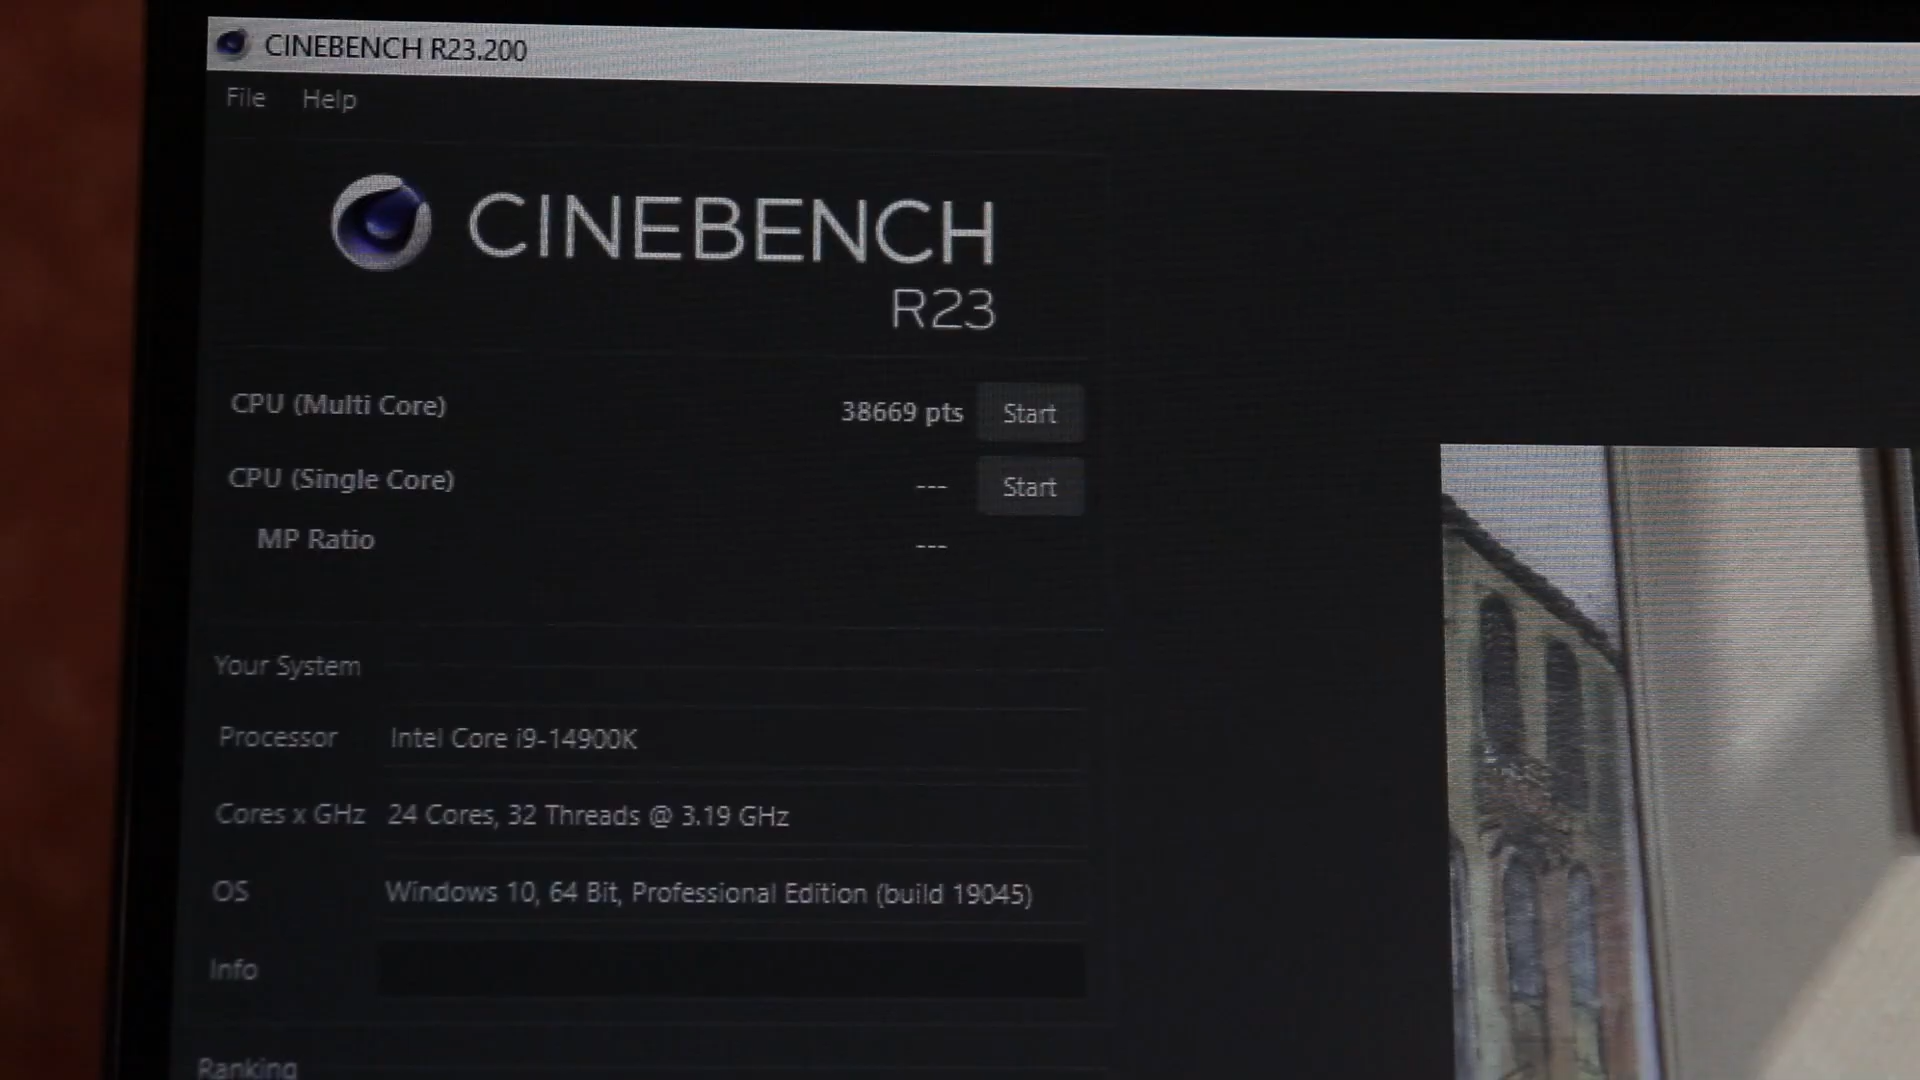 CINEBENCH R23.200
File Help
CINEBENCH
R23
CPU (Multi Core) 38669 pts Start
CPU (Single Core) --- Start
MP Ratio ---
Your System
Processor Intel Core i9-14900K
Cores x GHz 24 Cores, 32 Threads @ 3.19 GHz
OS Windows 10, 64 Bit, Professional Edition (build 19045)
Info
Ranking